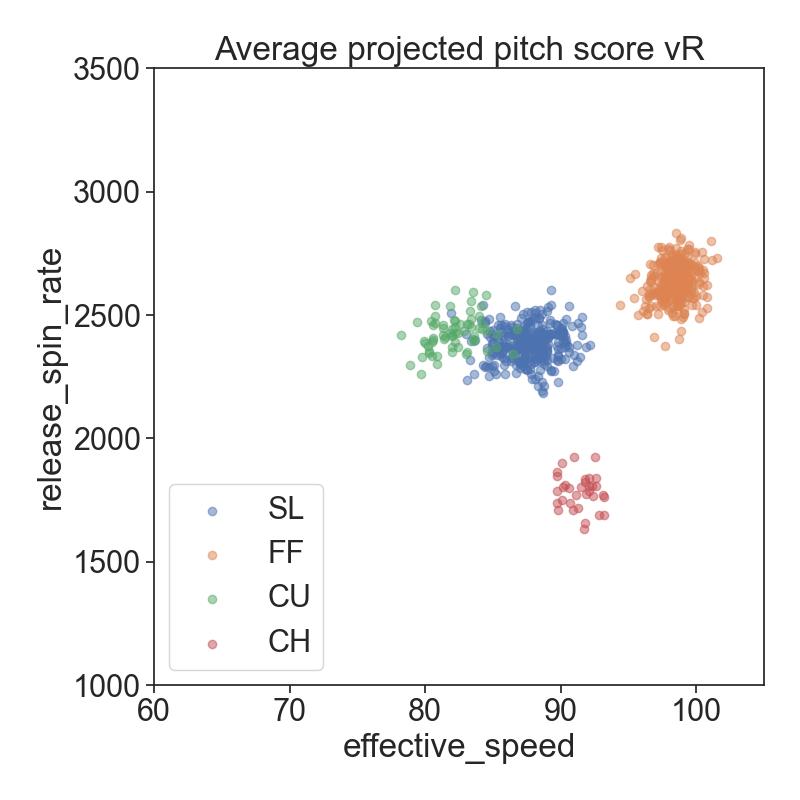 Average projected pitch score vR
3500
3000
2500
2000
1500
1000
release_spin_rate
SL
FF
CU
CH
60
70
80
90
100
effective_speed